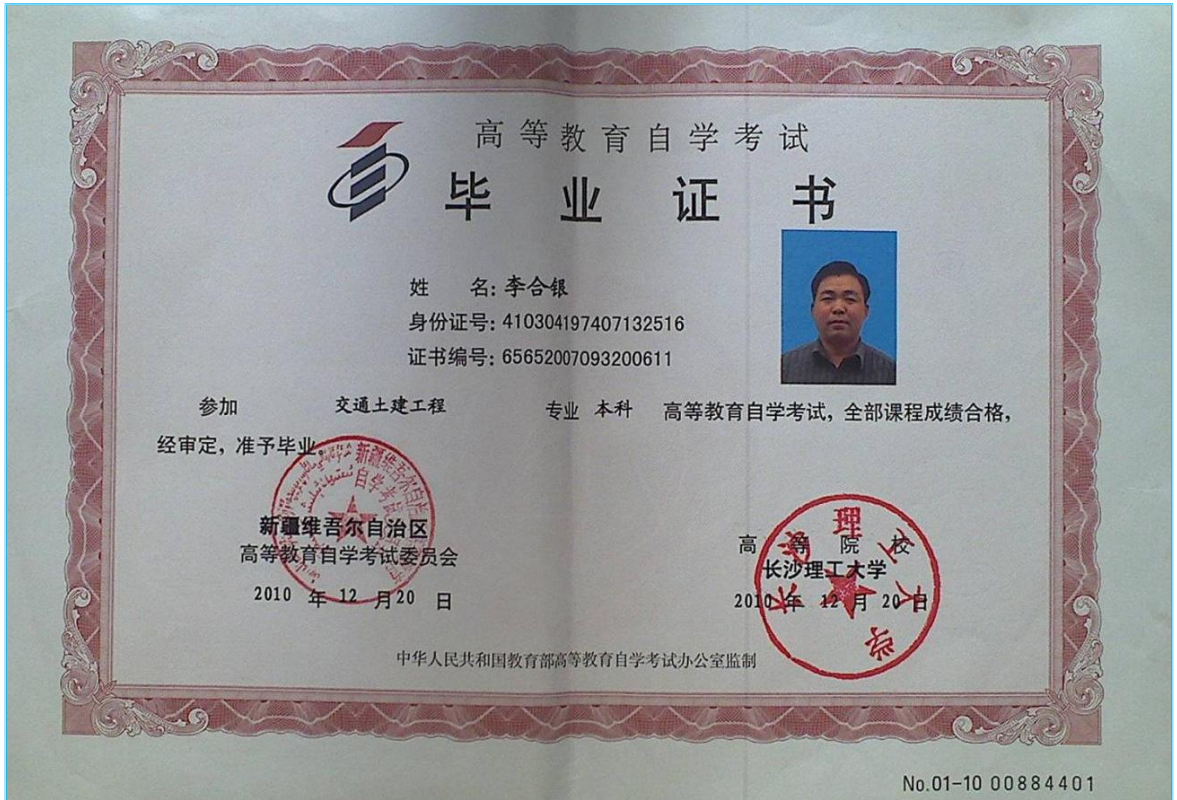 高等教育自学考试
毕业证书
姓 名: 李合银
身份证号: 410304197407132516
证书编号: 65652007093200611
参加 交通土建工程 专业 本科 高等教育自学考试, 全部课程成绩合格,
经审定, 准予毕业。
新疆维吾尔自治区
高等教育自学考试委员会
2010 年 12 月 20 日
高等院校
长沙理工大学
2010 年 12 月 20 日
长沙理工大学
中华人民共和国教育部高等教育自学考试办公室监制
No.01-10 00884401